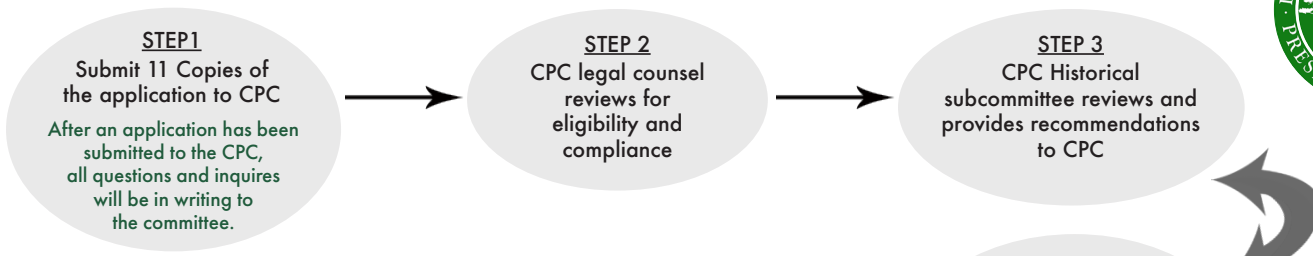 STEP1
Submit 11 Copies of
the application to CPC
After an application has been
submitted to the CPC,
all questions and inquires
will be in writing to
the committee.
STEP 2
CPC legal counsel
reviews for
eligibility and
compliance
STEP 3
CPC Historical
subcommittee reviews and
provides recommendations
to CPC